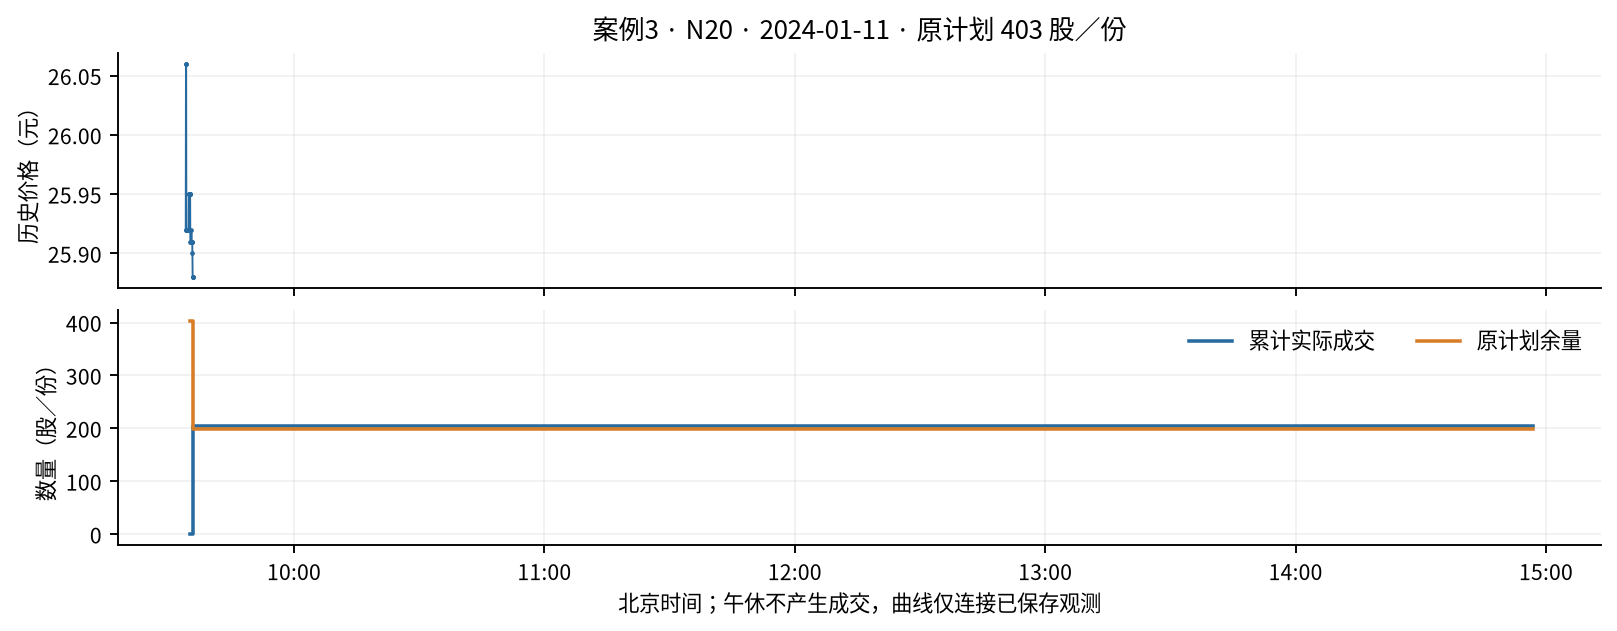 案例3 · N20 · 2024-01-11 · 原计划 403 股／份
历史价格（元）
26.05
26.00
25.95
25.90
数量（股／份）
400
300
200
100
0
累计实际成交
原计划余量
10:00
11:00
12:00
13:00
14:00
15:00
北京时间；午休不产生成交，曲线仅连接已保存观测